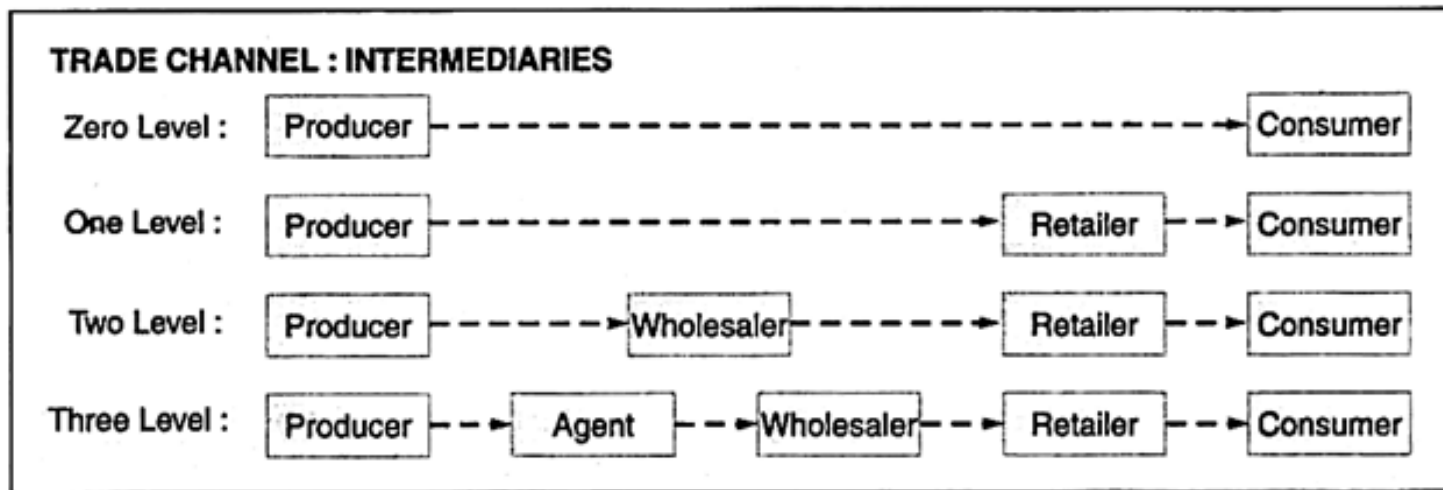 TRADE CHANNEL : INTERMEDIARIES
Zero Level : Producer Consumer
One Level : Producer Retailer Consumer
Two Level : Producer Wholesaler Retailer Consumer
Three Level : Producer Agent Wholesaler Retailer Consumer